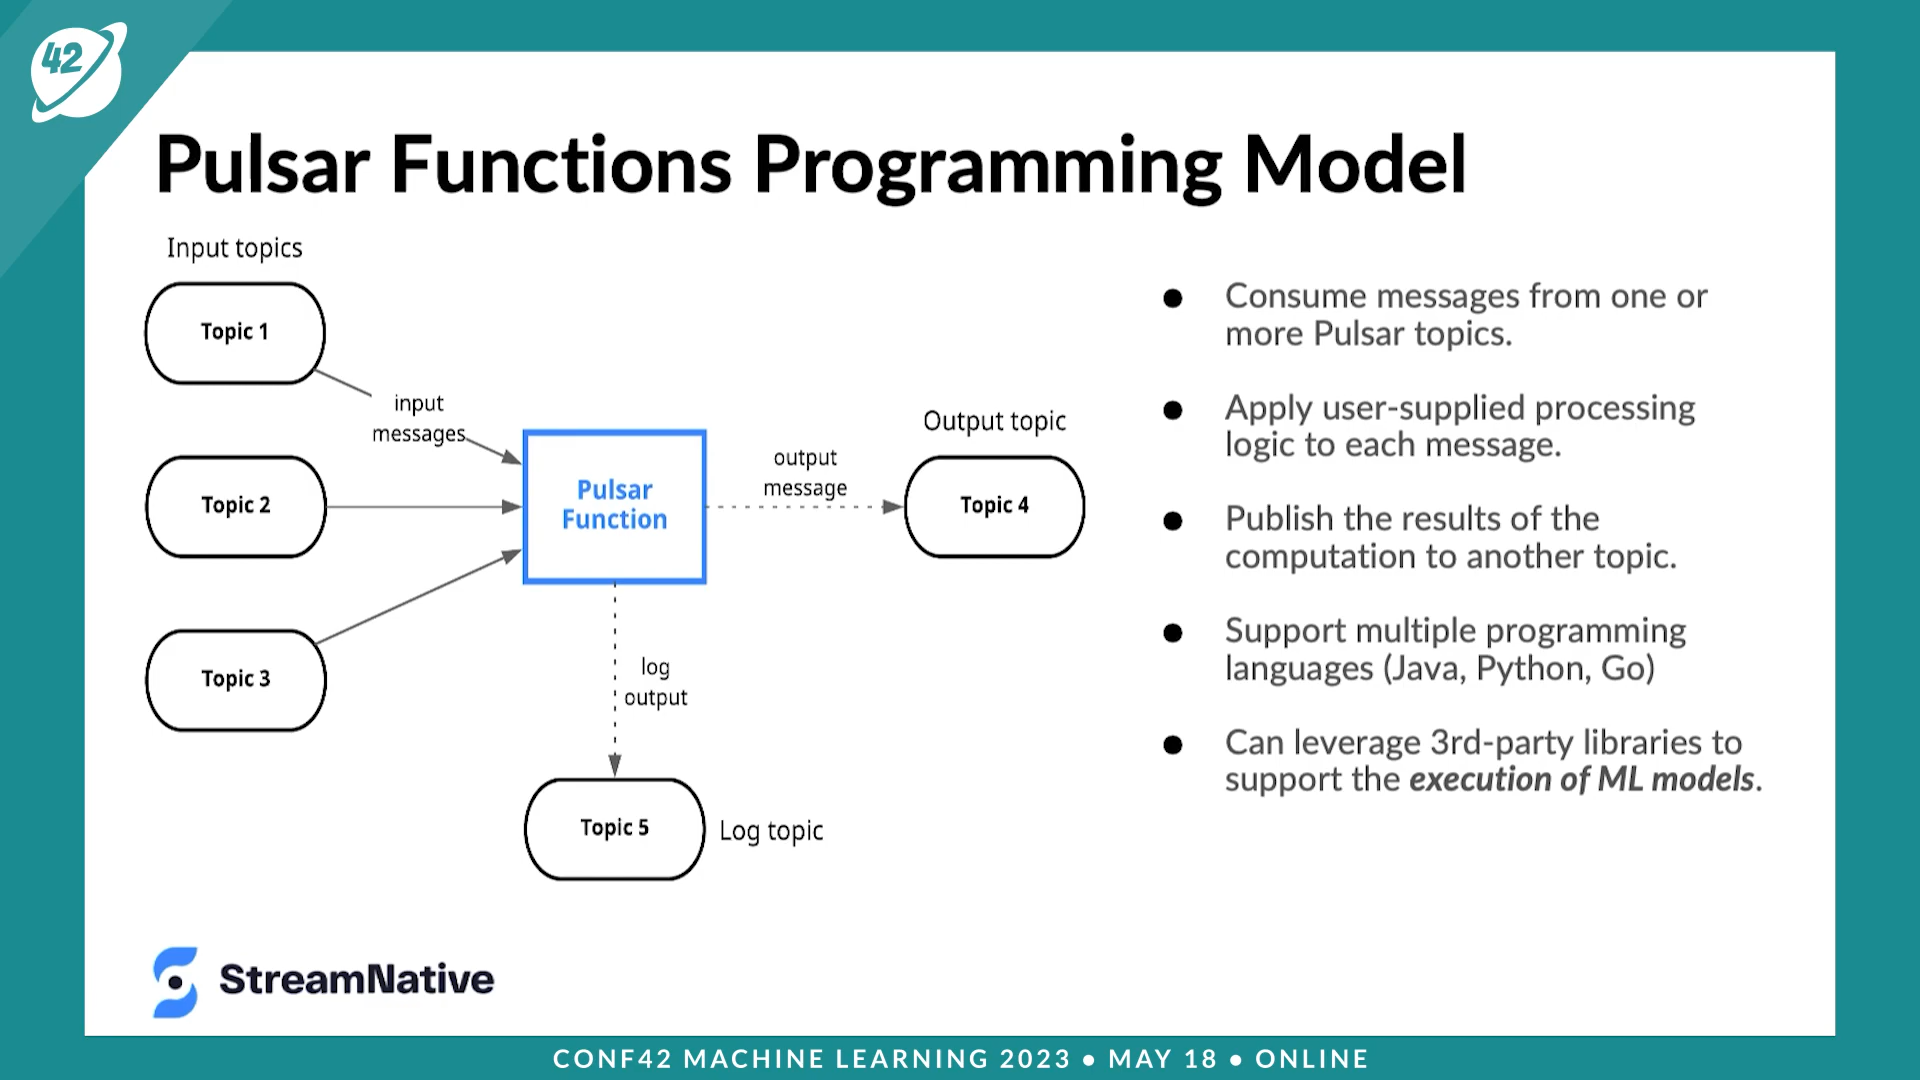 42
Pulsar Functions Programming Model
Input topics
Topic 1
input
messages
Topic 2
Topic 3
Pulsar
Function
output
message
Output topic
Topic 4
log
output
Topic 5
Log topic
● Consume messages from one or
more Pulsar topics.
● Apply user-supplied processing
logic to each message.
● Publish the results of the
computation to another topic.
● Support multiple programming
languages (Java, Python, Go)
● Can leverage 3rd-party libraries to
support the execution of ML models.
StreamNative
CONF42 MACHINE LEARNING 2023 ● MAY 18 ● ONLINE